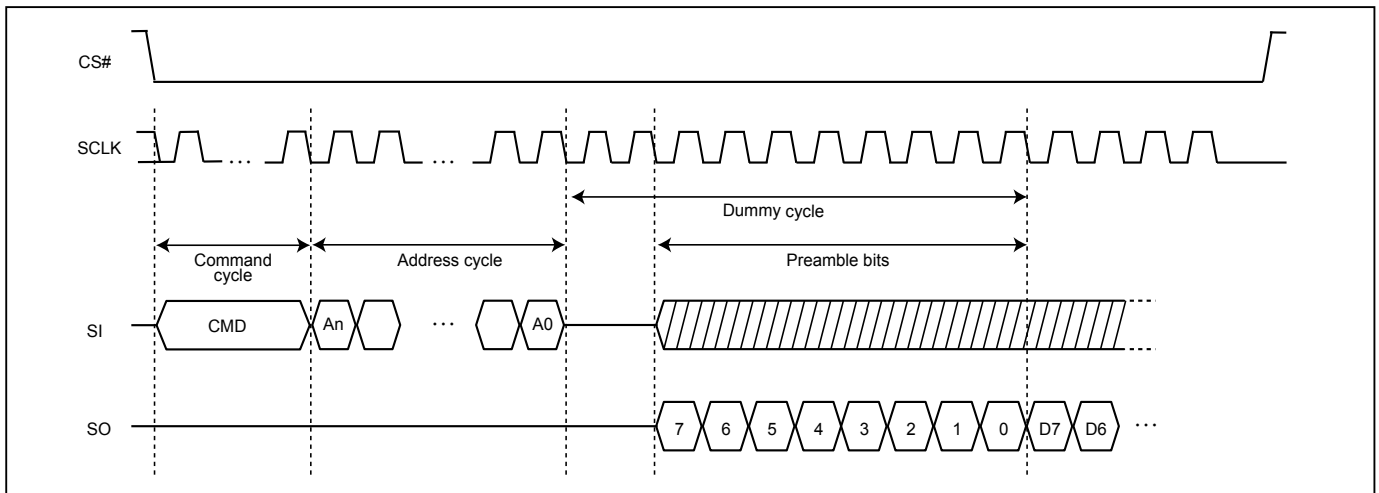 CS#
SCLK
...
...
Dummy cycle
Command
cycle
Address cycle
Preamble bits
SI
CMD
An
...
A0
SO
7 6 5 4 3 2 1 0 D7 D6 ...